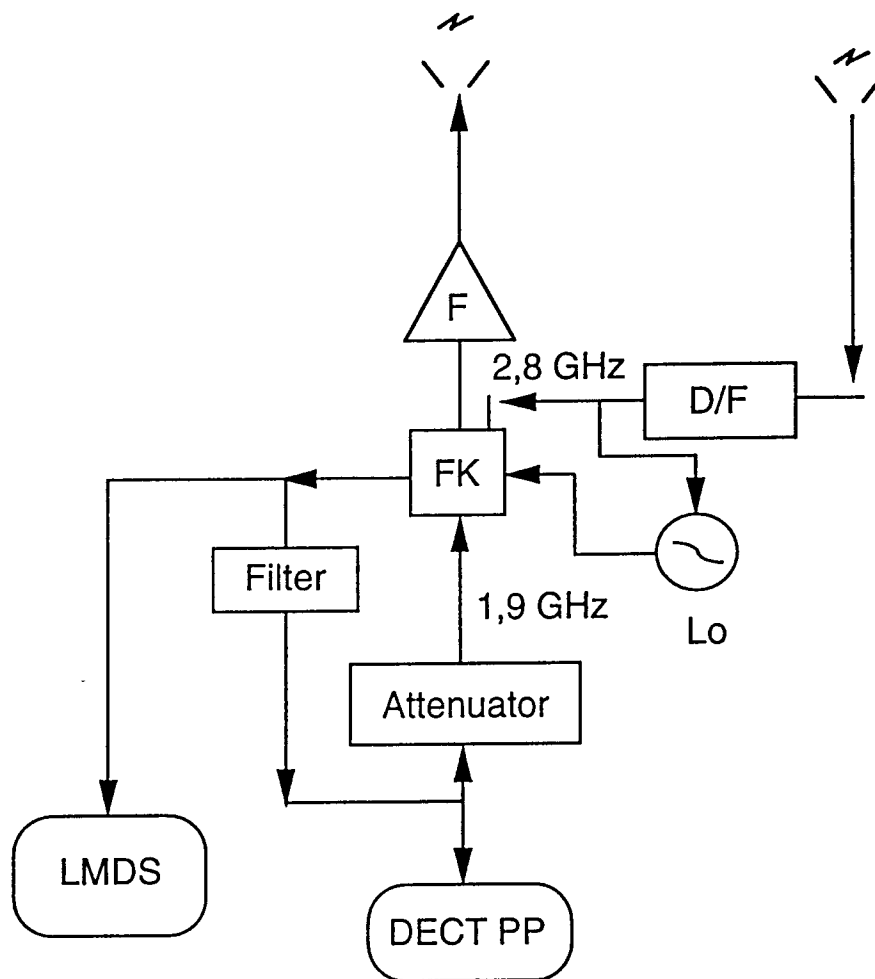 F
2,8 GHz
D/F
FK
Filter
1,9 GHz
Lo
Attenuator
LMDS
DECT PP